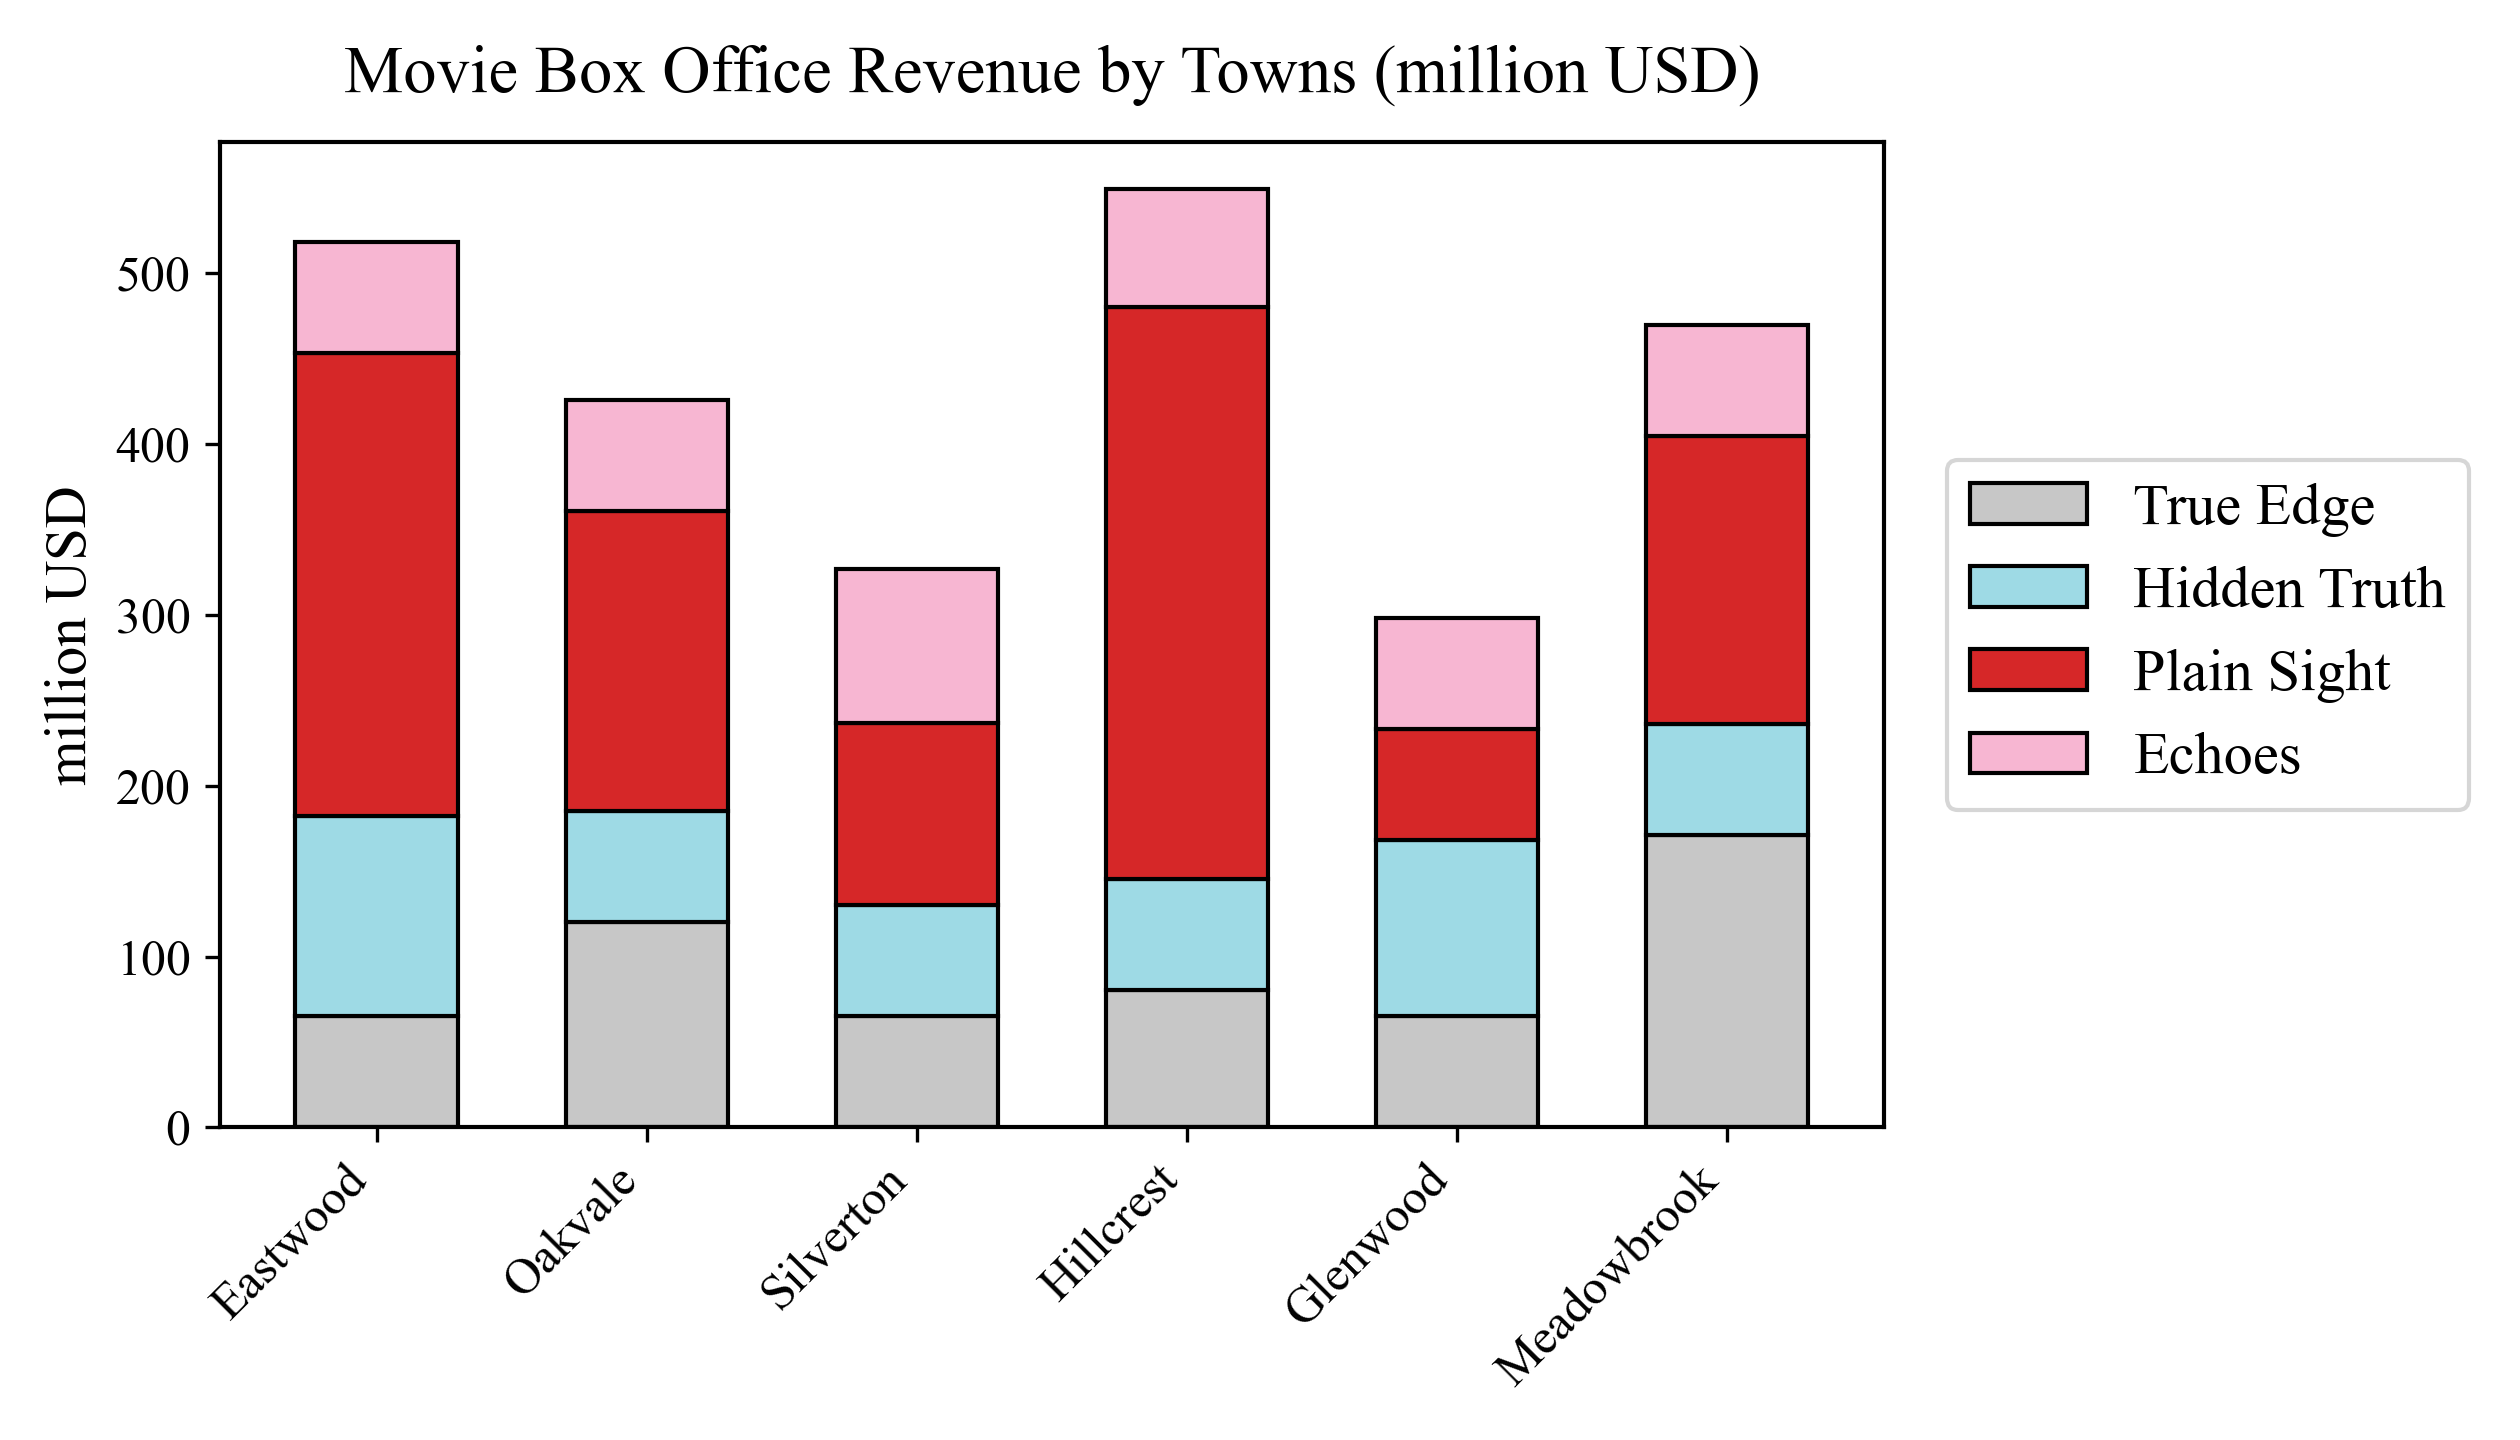 Movie Box Office Revenue by Towns (million USD)
million USD
500
400
300
200
100
0
Eastwood
Oakvale
Silverton
Hillcrest
Glenwood
Meadowbrook
True Edge
Hidden Truth
Plain Sight
Echoes